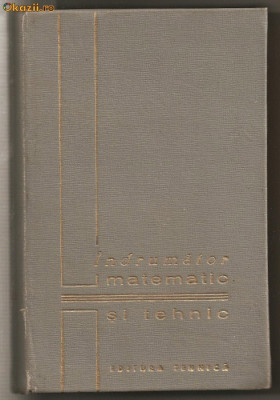 okazii.ro
îndrumător
matematic
și tehnic
editura tehnică